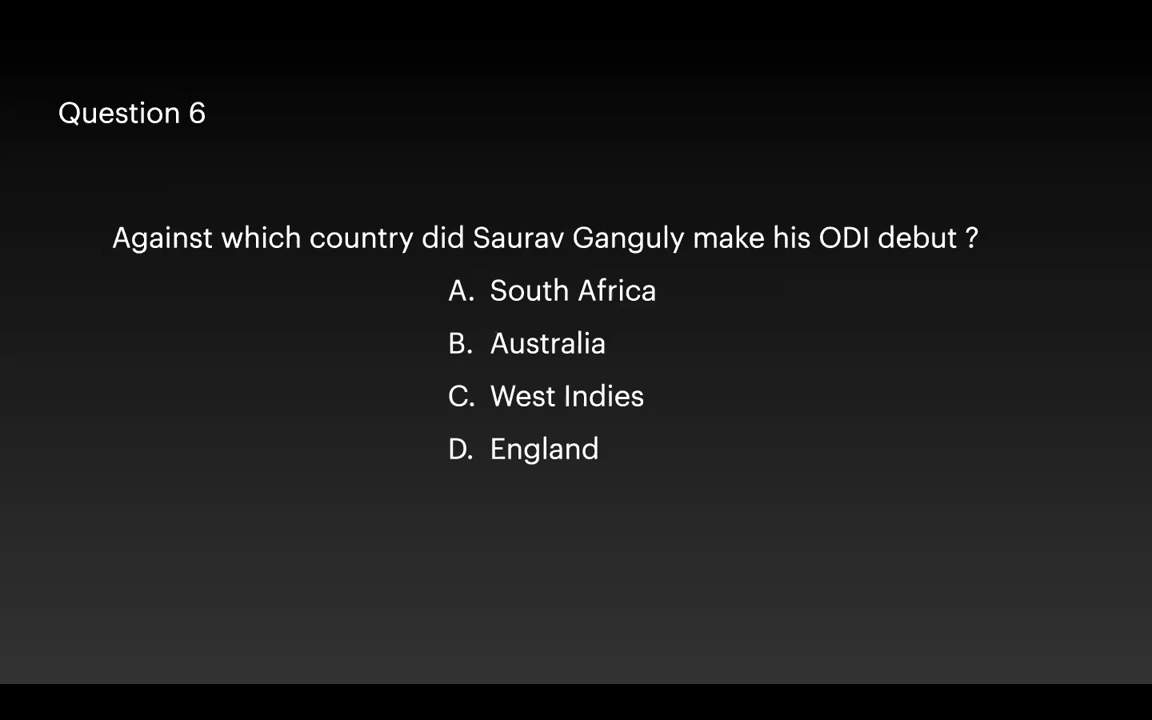 Question 6
Against which country did Saurav Ganguly make his ODI debut ?
A. South Africa
B. Australia
C. West Indies
D. England